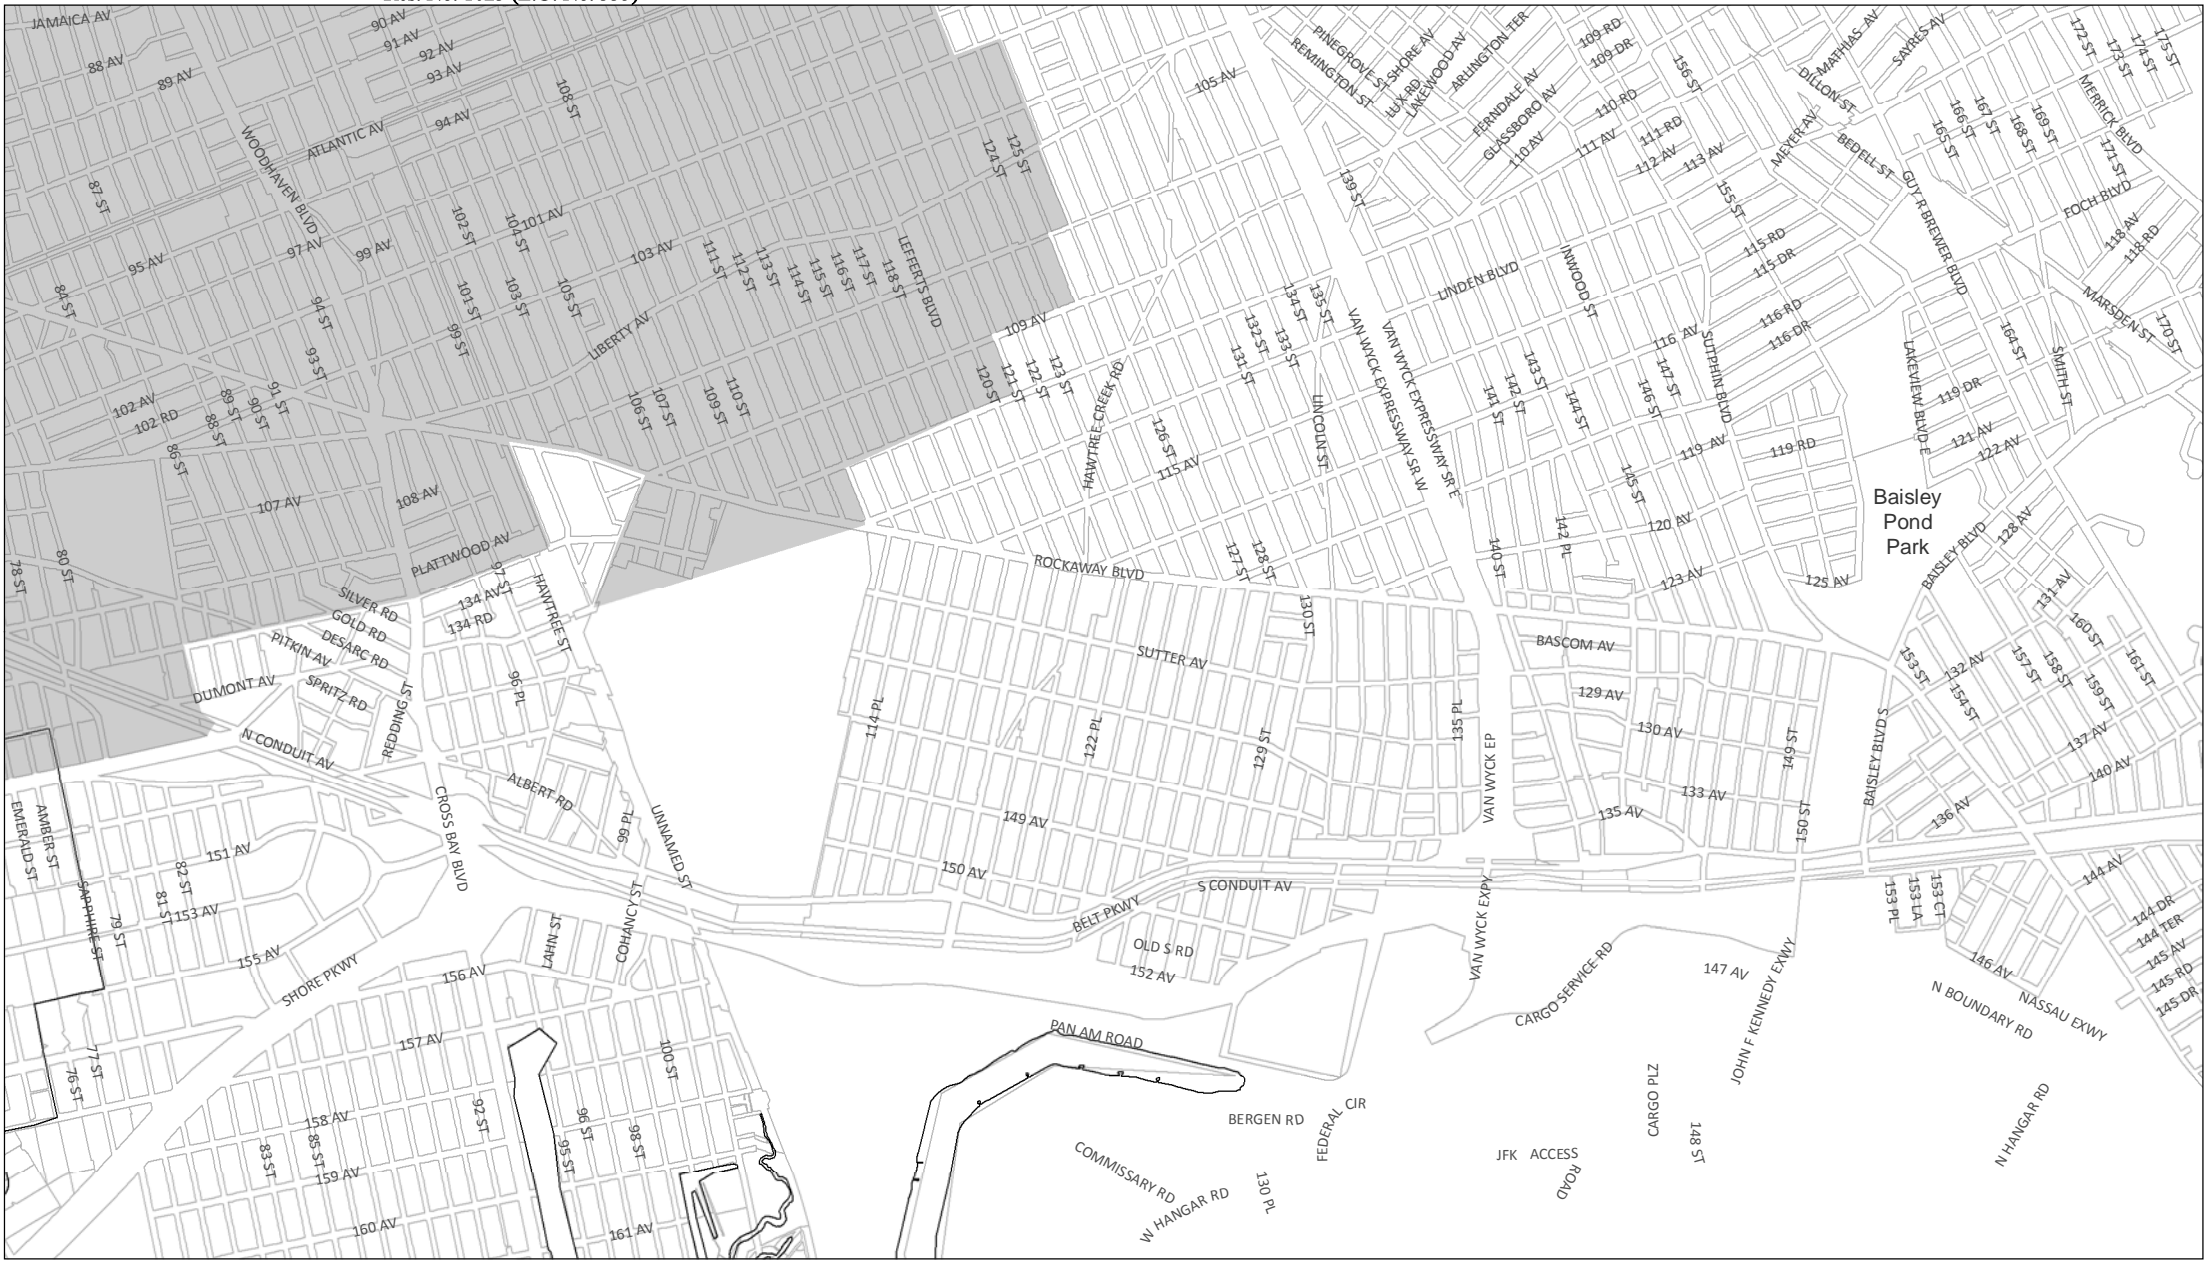 JAMAICA AV
90 AV
91 AV
92 AV
93 AV
88 AV
89 AV
94 AV
108 ST
ATLANTIC AV
WOODHAVEN BLVD
87 ST
105 AV
PINEGROVE ST
REMINGTON ST
SHORE AV
LUX RD
LAKEWOOD AV
ARLINGTON TER
FERNDALE AV
GLASSBORO AV
109 RD
109 DR
110 RD
110 AV
111 AV
111 RD
112 AV
113 AV
156 ST
DILLON ST
MATHIAS AV
SAYRES AV
172 ST
173 ST
174 ST
175 ST
MERRICK BLVD
MEYER AV
BEDELL ST
165 ST
166 ST
167 ST
168 ST
169 ST
171 ST
124 ST
125 ST
139 ST
155 ST
GUY R BREWER BLVD
FOCH BLVD
118 AV
118 RD
MARSDEN ST
170 ST
95 AV
97 AV
99 AV
102 ST
104 ST
101 AV
103 AV
101 ST
103 ST
105 ST
111 ST
112 ST
113 ST
114 ST
115 ST
116 ST
117 ST
118 ST
LEFFERTS BLVD
84 ST
94 ST
93 ST
99 ST
LIBERTY AV
109 AV
120 ST
121 ST
122 ST
123 ST
HAWTREE CREEK RD
131 ST
132 ST
133 ST
134 ST
135 ST
VAN WYCK EXPRESSWAY SR W
VAN WYCK EXPRESSWAY SR E
LINCOLN ST
LINDEN BLVD
INWOOD ST
115 RD
115 DR
116 RD
116 DR
116 AV
SUTPHIN BLVD
LAKEVIEW BLVD E
164 ST
SMITH ST
119 DR
121 AV
122 AV
102 AV
102 RD
86 ST
88 ST
89 ST
90 ST
91 ST
106 ST
107 ST
109 ST
110 ST
126 ST
115 AV
141 ST
142 ST
143 ST
144 ST
145 ST
146 ST
147 ST
119 AV
119 RD
107 AV
108 AV
PLATTWOOD AV
120 AV
142 PL
140 ST
123 AV
125 AV
Baisley
Pond
Park
BAISLEY BLVD
128 AV
131 AV
78 ST
80 ST
SILVER RD
GOLD RD
DESARC RD
PITKIN AV
DUMONT AV
SPRITZ RD
REDDING ST
134 AV
134 RD
97 ST
HAWTREE ST
96 PL
ROCKAWAY BLVD
127 ST
128 ST
130 ST
SUTTER AV
114 PL
122 PL
129 ST
135 PL
VAN WYCK EP
BASCOM AV
129 AV
130 AV
133 AV
135 AV
149 ST
150 ST
BAISLEY BLVD S
153 ST
154 ST
132 AV
157 ST
158 ST
159 ST
160 ST
161 ST
137 AV
140 AV
136 AV
N CONDUIT AV
ALBERT RD
CROSS BAY BLVD
99 PL
UNNAMED ST
149 AV
150 AV
S CONDUIT AV
BELT PKWY
EMERALD ST
AMBER ST
SAPPHIRE ST
151 AV
82 ST
81 ST
153 AV
79 ST
155 AV
SHORE PKWY
LAHN ST
COHANCY ST
156 AV
OLD S RD
152 AV
VAN WYCK EXPY
CARGO SERVICE RD
147 AV
JOHN F KENNEDY EXWY
153 PL
153 LA
153 CT
144 AV
144 DR
144 TER
145 AV
145 RD
145 DR
146 AV
N BOUNDARY RD
NASSAU EXWY
157 AV
PAN AM ROAD
76 ST
77 ST
100 ST
158 AV
92 ST
96 ST
95 ST
98 ST
83 ST
85 ST
159 AV
160 AV
161 AV
BERGEN RD
FEDERAL CIR
COMMISSARY RD
W HANGAR RD
130 PL
JFK ACCESS ROAD
CARGO PLZ
148 ST
N HANGAR RD